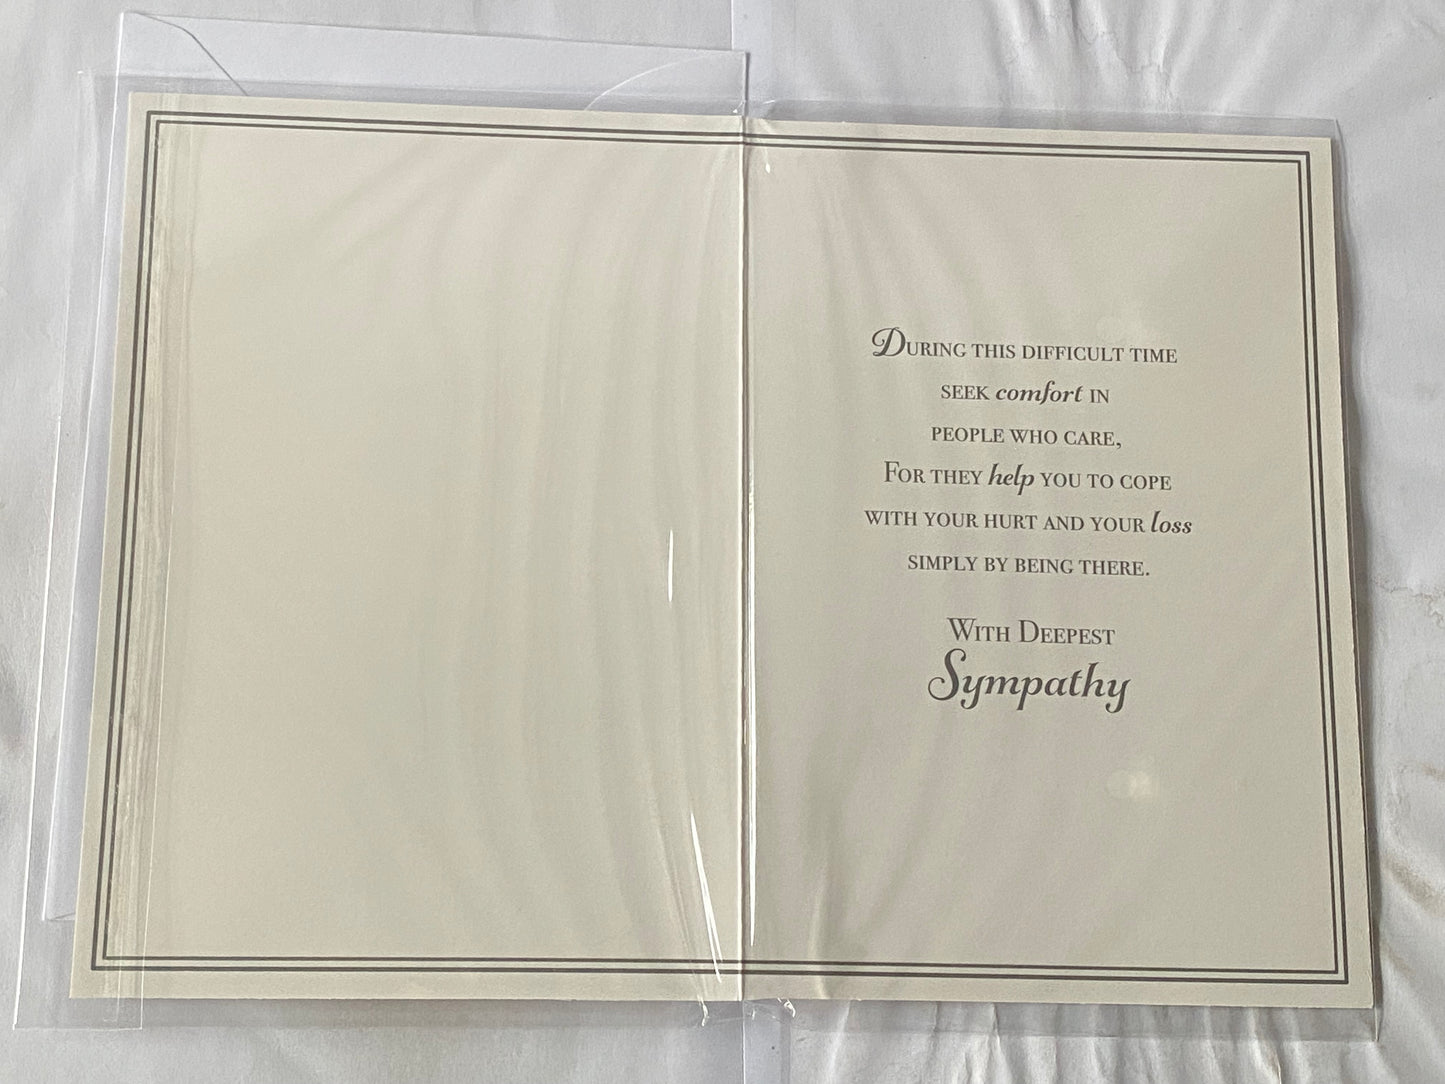 During this difficult time
seek comfort in
people who care,
For they help you to cope
with your hurt and your loss
simply by being there.
With Deepest
Sympathy